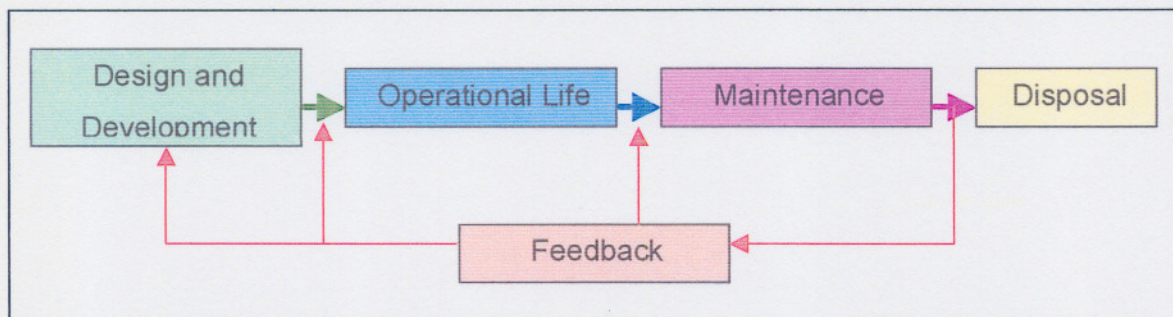 Design and
Development
Operational Life
Maintenance
Disposal
Feedback